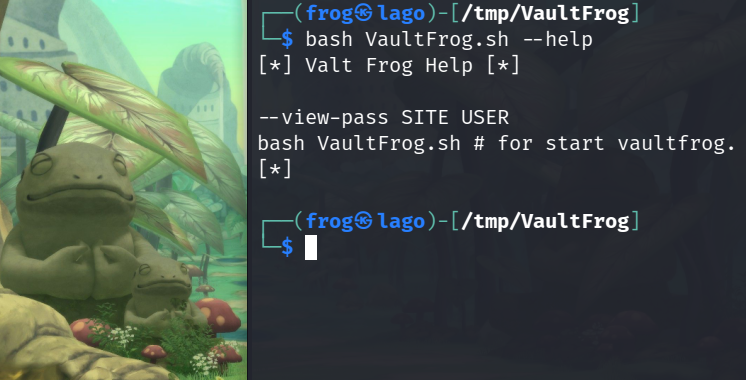 ┌──(frog㉿lago)-[/tmp/VaultFrog]
└─$ bash VaultFrog.sh --help
[*] Valt Frog Help [*]
--view-pass SITE USER
bash VaultFrog.sh # for start vaultfrog.
[*]
┌──(frog㉿lago)-[/tmp/VaultFrog]
└─$